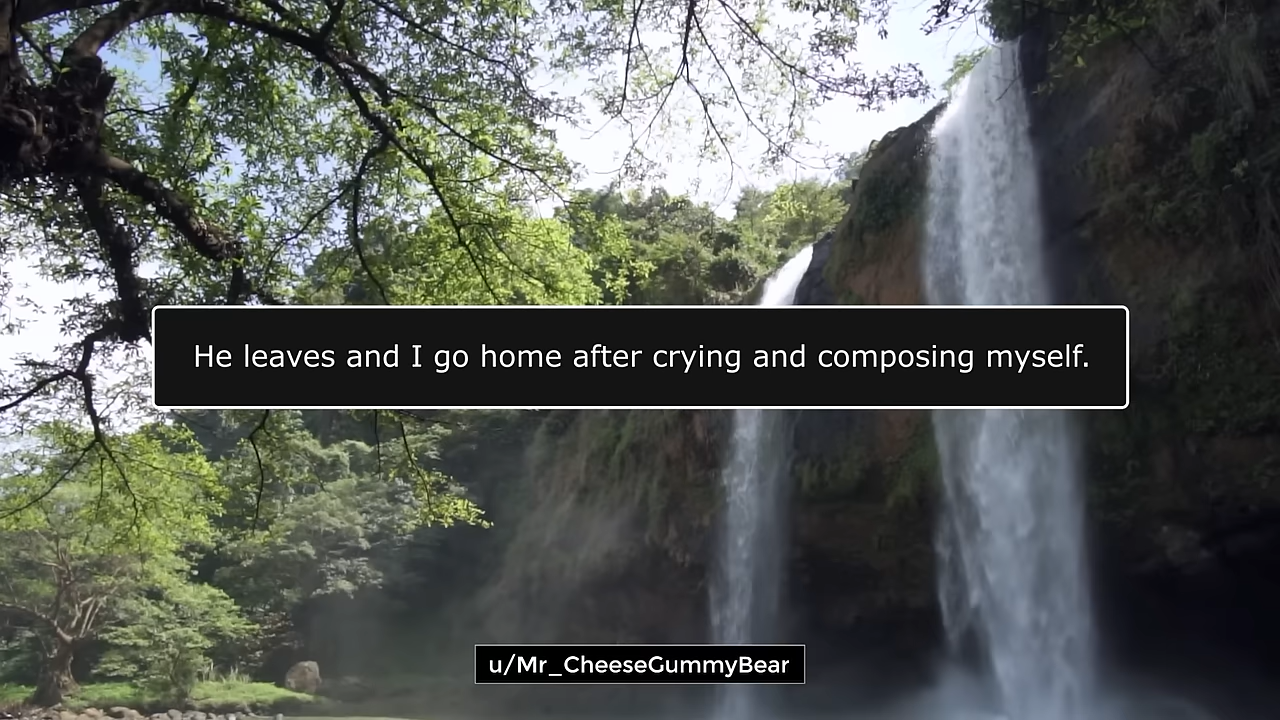 He leaves and I go home after crying and composing myself.
u/Mr_CheeseGummyBear